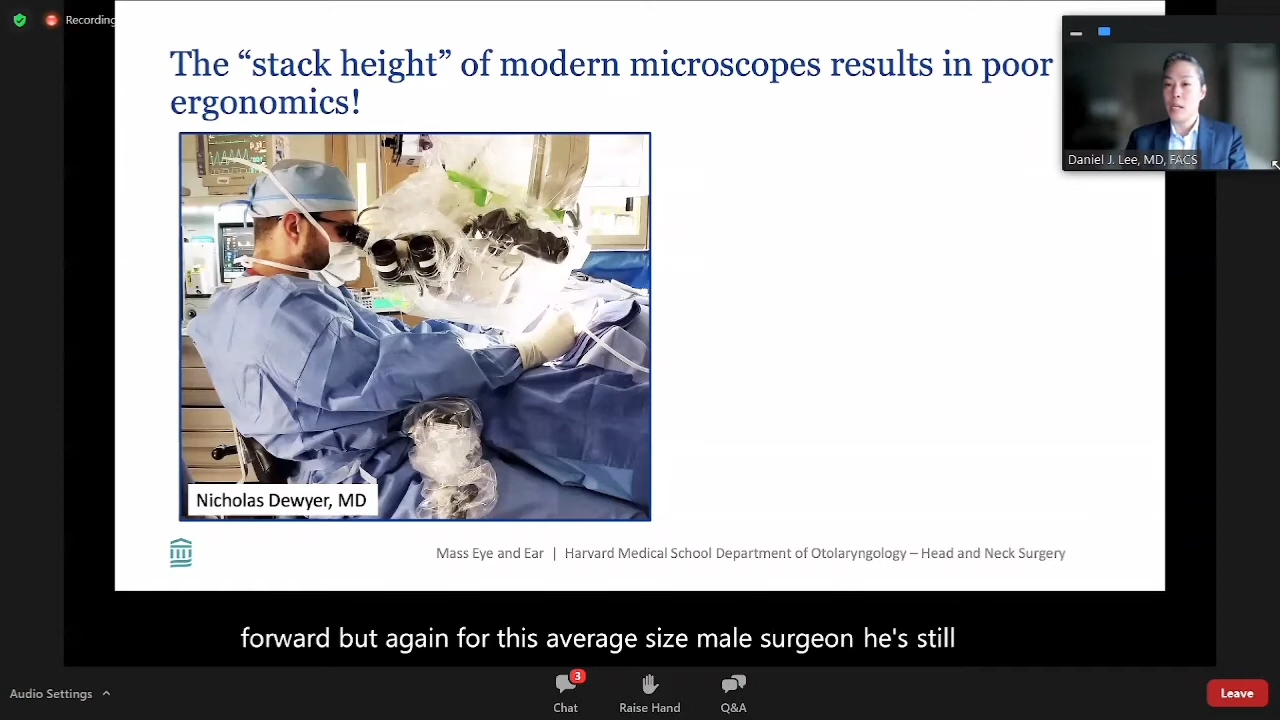 Recording
The “stack height” of modern microscopes results in poor
ergonomics!
Daniel J. Lee, MD, FACS
Nicholas Dewyer, MD
Mass Eye and Ear | Harvard Medical School Department of Otolaryngology – Head and Neck Surgery
forward but again for this average size male surgeon he's still
Audio Settings
3
Chat
Raise Hand
Q&A
Leave